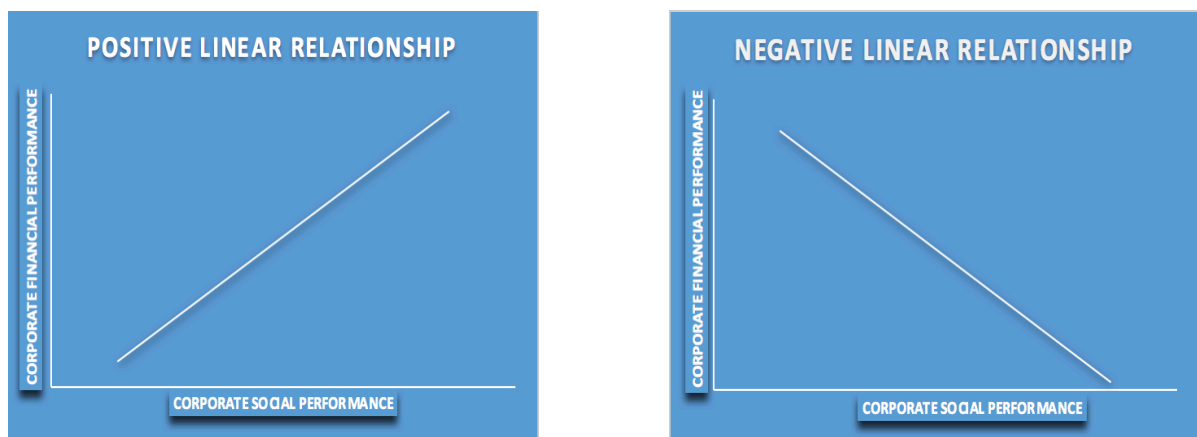 POSITIVE LINEAR RELATIONSHIP
CORPORATE FINANCIAL PERFORMANCE
CORPORATE SOCIAL PERFORMANCE
NEGATIVE LINEAR RELATIONSHIP
CORPORATE FINANCIAL PERFORMANCE
CORPORATE SOCIAL PERFORMANCE